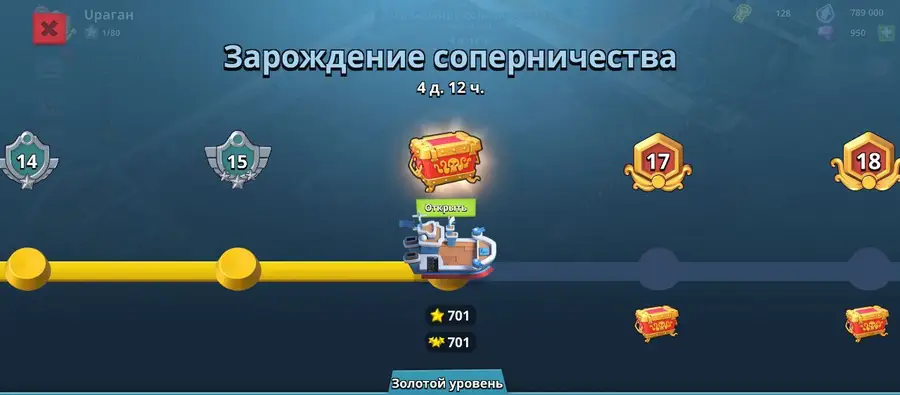 Uраган
128
789 000
1/80
950
Зарождение соперничества
4 д. 12 ч.
14
15
17
18
Открыть
701
701
Золотой уровень